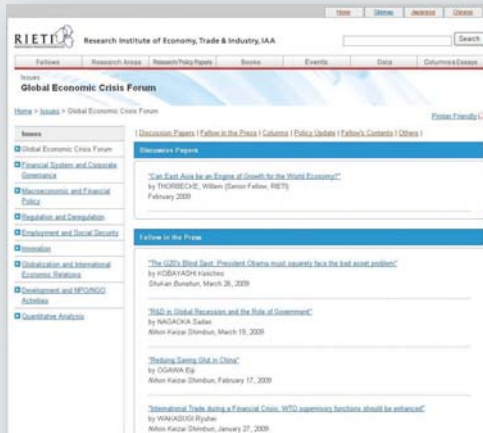 Home Sitemap Japanese Chinese
RIETI Research Institute of Economy, Trade & Industry, IAA Search
Fellows Research Areas Research/Policy Papers Books Events Data Columns & Essays
Issues
Global Economic Crisis Forum
Home > Issues > Global Economic Crisis Forum
Printer Friendly
Issues
Global Economic Crisis Forum
Financial System and Corporate
Governance
Macroeconomic and Financial
Policy
Regulation and Deregulation
Employment and Social Security
Innovation
Globalization and International
Economic Relations
Development and NPO/NGO
Activities
Quantitative Analysis
| Discussion Papers | Fellow in the Press | Columns | Policy Update | Fellow's Contents | Others |
Discussion Papers
"Can East Asia be an Engine of Growth for the World Economy?"
by THORBECKE, Willem (Senior Fellow, RIETI)
February 2009
Fellow in the Press
"The G20's Blind Spot: President Obama must squarely face the bad asset problem"
by KOBAYASHI Keiichiro
Shukan Bunshun, March 26, 2009
"R&D in Global Recession and the Role of Government"
by NAGAOKA Sadao
Nihon Keizai Shimbun, March 19, 2009
"Reducing Saving Glut in China"
by OGAWA Eiji
Nihon Keizai Shimbun, February 17, 2009
"International Trade during a Financial Crisis: WTO supervisory functions should be enhanced"
by WAKASUGI Ryuhei
Nihon Keizai Shimbun, January 27, 2009